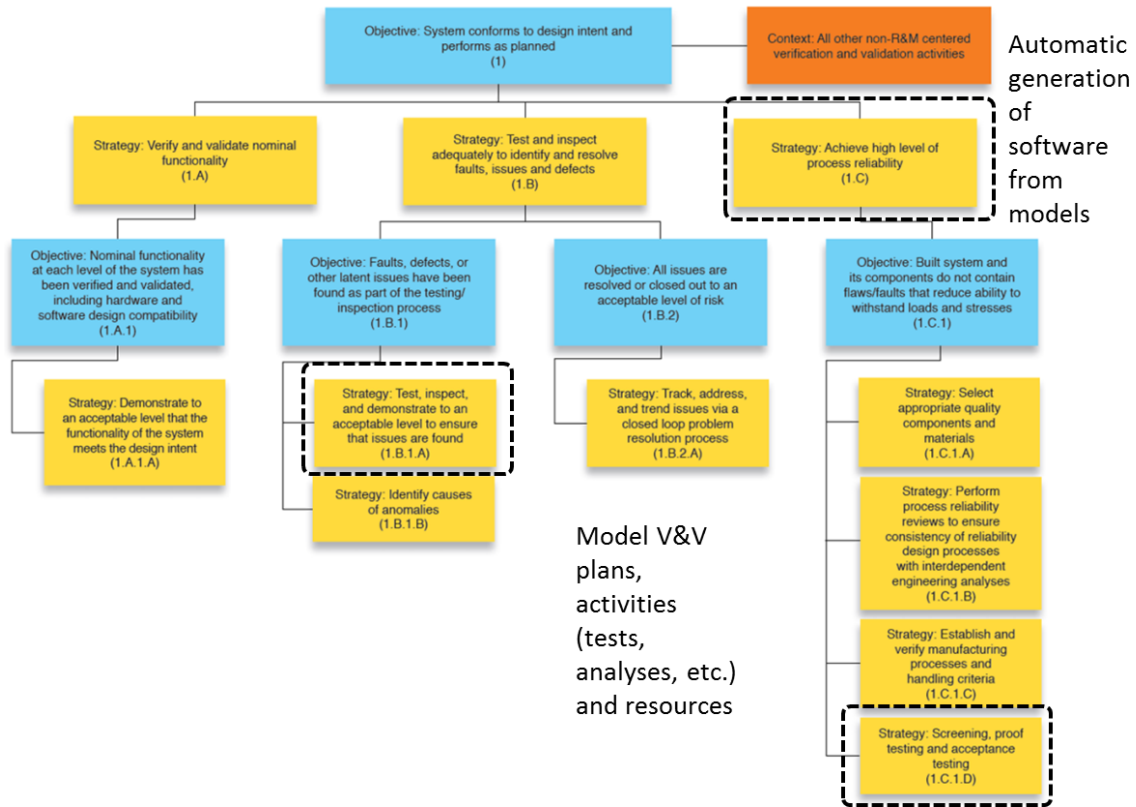 Objective: System conforms to design intent and
performs as planned
(1)
Context: All other non-R&M centered
verification and validation activities
Automatic
generation
of
software
from
models
Strategy: Verify and validate nominal
functionality
(1.A)
Strategy: Test and inspect
adequately to identify and resolve
faults, issues and defects
(1.B)
Strategy: Achieve high level of
process reliability
(1.C)
Objective: Nominal functionality
at each level of the system has
been verified and validated,
including hardware and
software design compatibility
(1.A.1)
Objective: Faults, defects, or
other latent issues have been
found as part of the testing/
inspection process
(1.B.1)
Objective: All issues are
resolved or closed out to an
acceptable level of risk
(1.B.2)
Objective: Built system and
its components do not contain
flaws/faults that reduce ability to
withstand loads and stresses
(1.C.1)
Strategy: Demonstrate to
an acceptable level that the
functionality of the system
meets the design intent
(1.A.1.A)
Strategy: Test, inspect,
and demonstrate to an
acceptable level to ensure
that issues are found
(1.B.1.A)
Strategy: Identify causes
of anomalies
(1.B.1.B)
Strategy: Track, address,
and trend issues via a
closed loop problem
resolution process
(1.B.2.A)
Strategy: Select
appropriate quality
components and
materials
(1.C.1.A)
Strategy: Perform
process reliability
reviews to ensure
consistency of reliability
design processes
with interdependent
engineering analyses
(1.C.1.B)
Strategy: Establish and
verify manufacturing
processes and
handling criteria
(1.C.1.C)
Strategy: Screening, proof
testing and acceptance
testing
(1.C.1.D)
Model V&V
plans,
activities
(tests,
analyses, etc.)
and resources